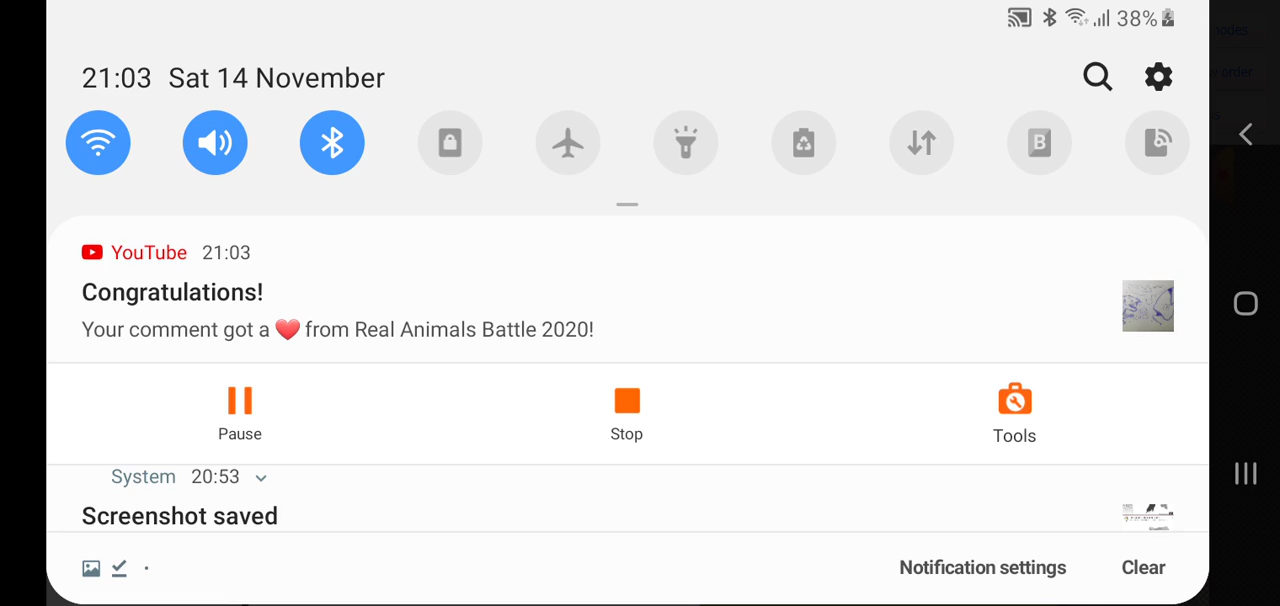 38%
21:03 Sat 14 November
YouTube 21:03
Congratulations!
Your comment got a ❤️ from Real Animals Battle 2020!
Pause
Stop
Tools
System 20:53
Screenshot saved
Notification settings
Clear